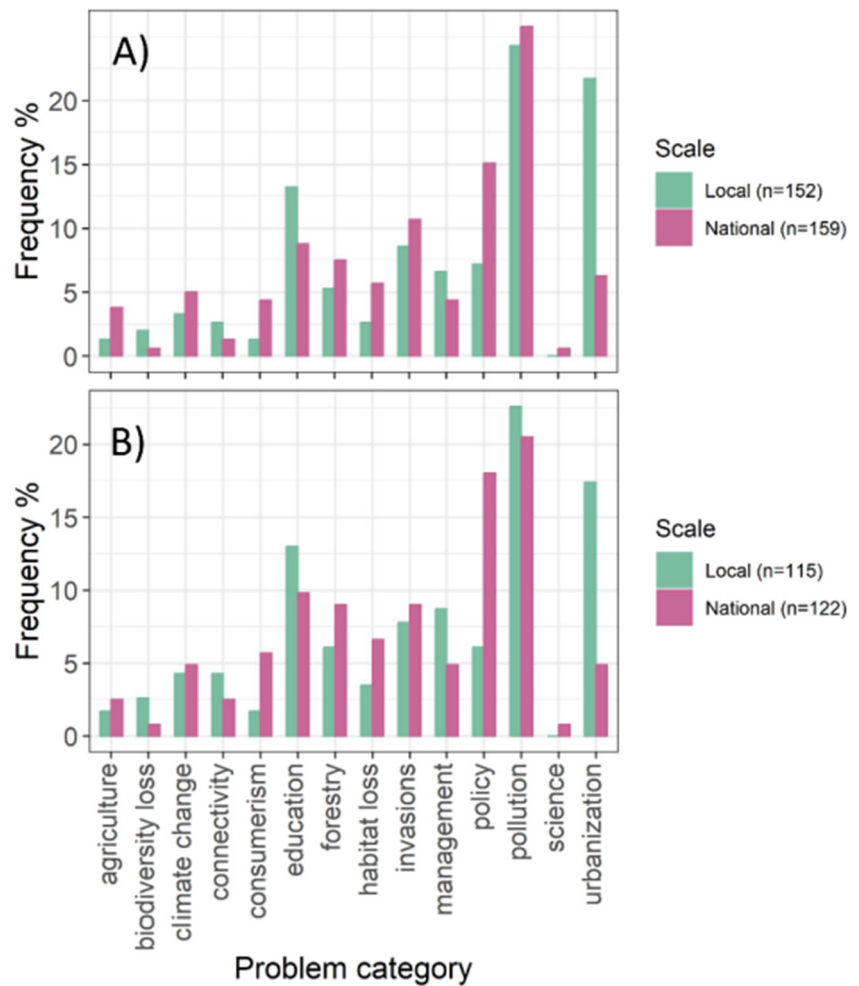 A)
Frequency %
20
15
10
5
0
Scale
Local (n=152)
National (n=159)
B)
Frequency %
20
15
10
5
0
Scale
Local (n=115)
National (n=122)
agriculture
biodiversity loss
climate change
connectivity
consumerism
education
forestry
habitat loss
invasions
management
policy
pollution
science
urbanization
Problem category